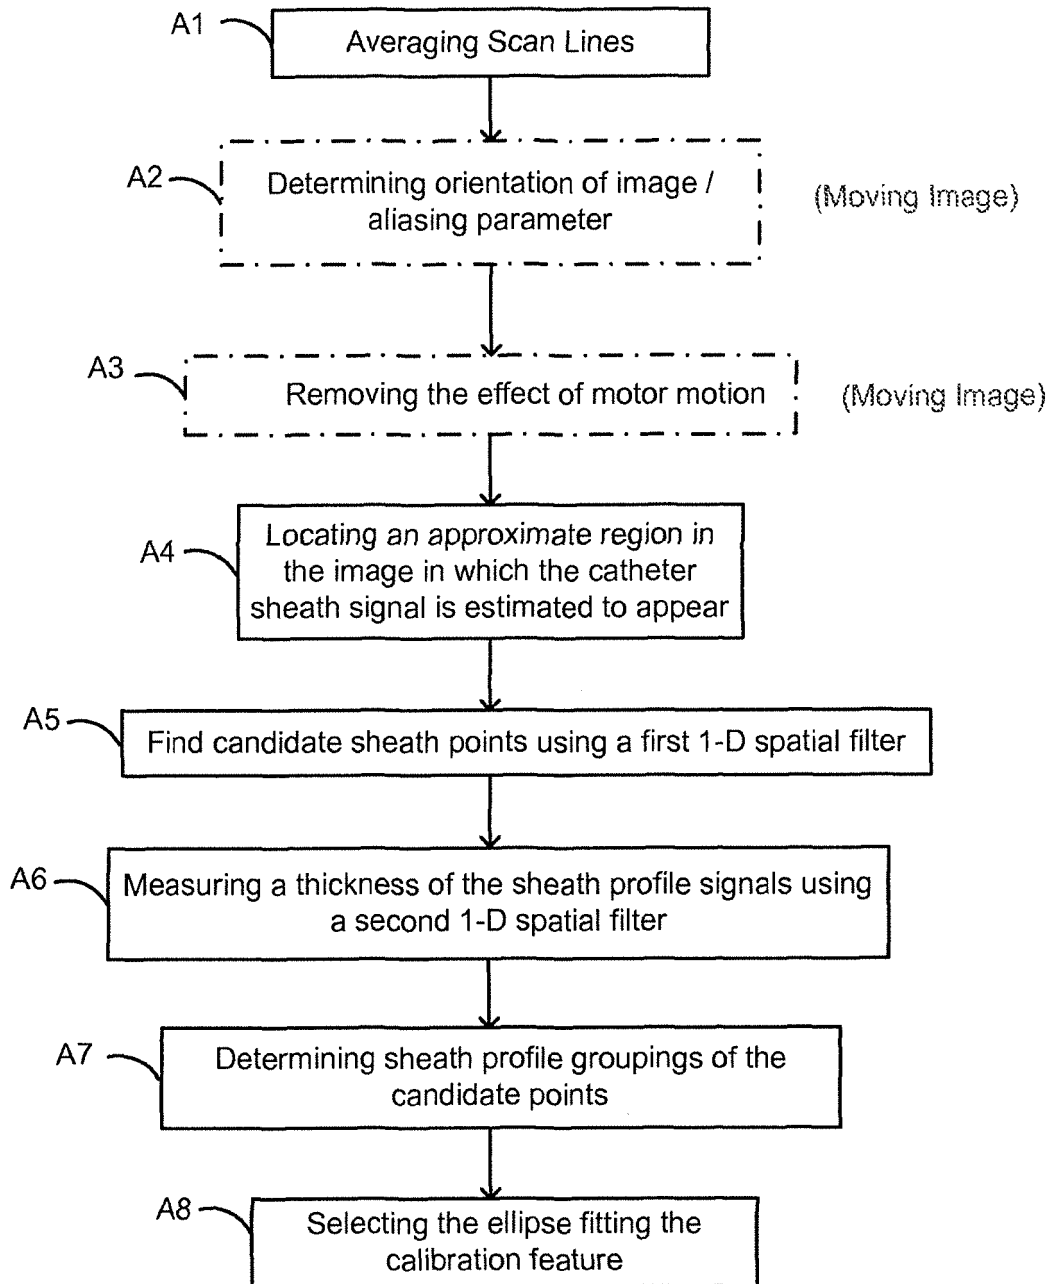 A1
Averaging Scan Lines
A2
Determining orientation of image /
aliasing parameter
(Moving Image)
A3
Removing the effect of motor motion
(Moving Image)
A4
Locating an approximate region in
the image in which the catheter
sheath signal is estimated to appear
A5
Find candidate sheath points using a first 1-D spatial filter
A6
Measuring a thickness of the sheath profile signals using
a second 1-D spatial filter
A7
Determining sheath profile groupings of the
candidate points
A8
Selecting the ellipse fitting the
calibration feature